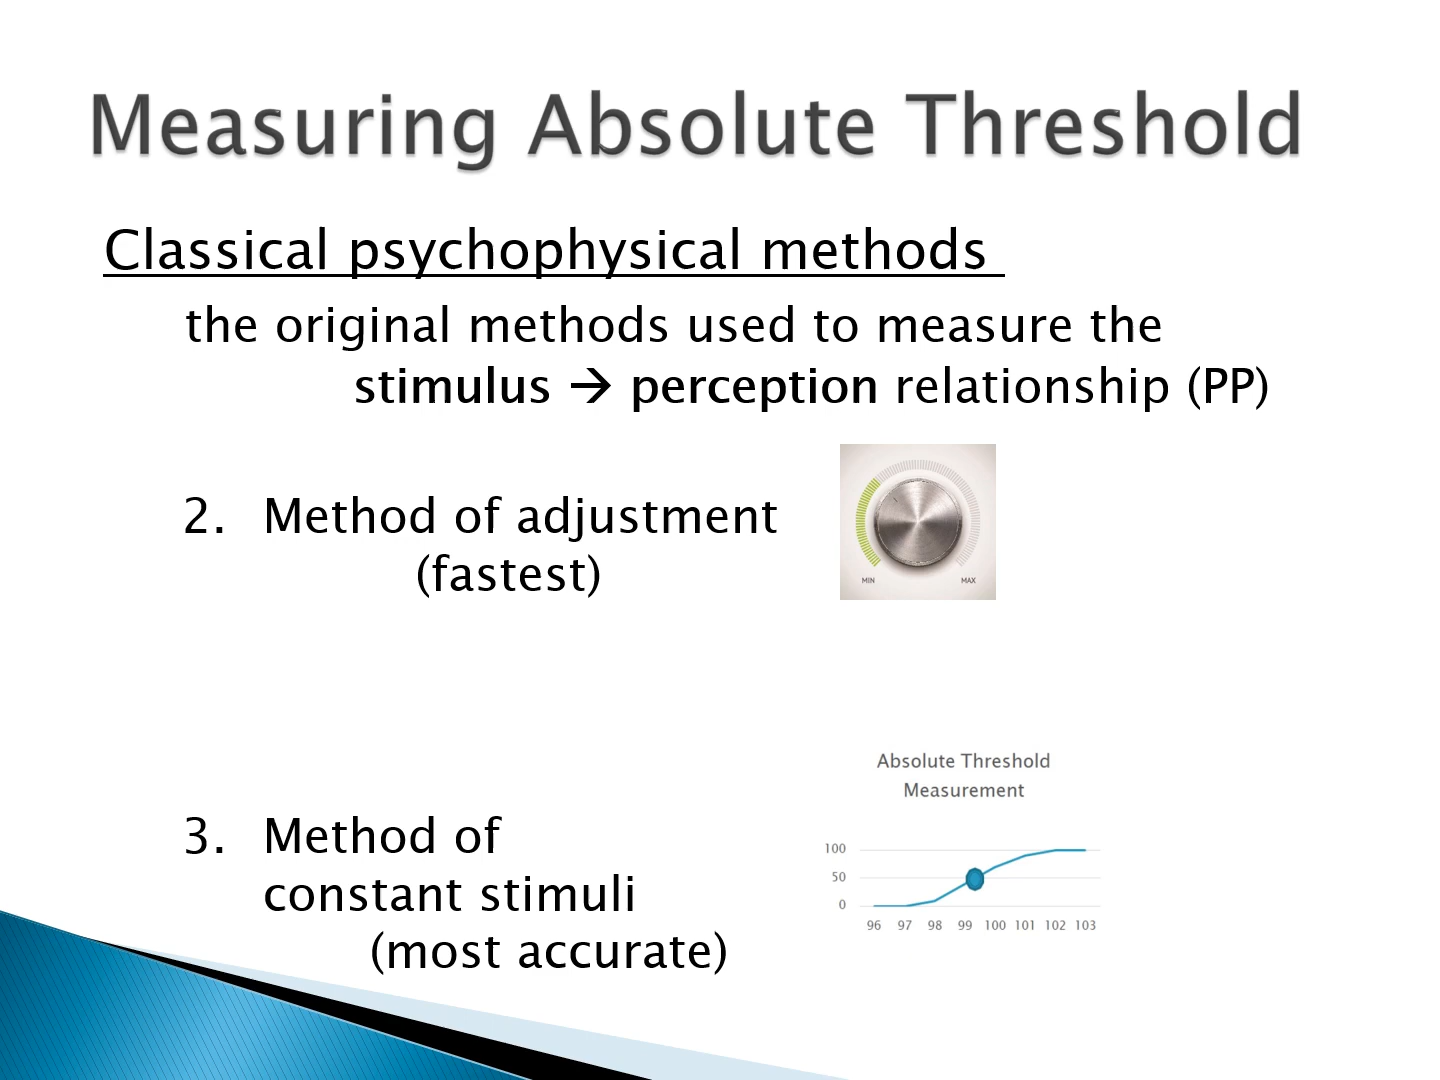 Measuring Absolute Threshold
Classical psychophysical methods
the original methods used to measure the
stimulus → perception relationship (PP)
2. Method of adjustment
(fastest)
MIN MAX
Absolute Threshold
Measurement
3. Method of
constant stimuli
(most accurate)
100
50
0
96 97 98 99 100 101 102 103